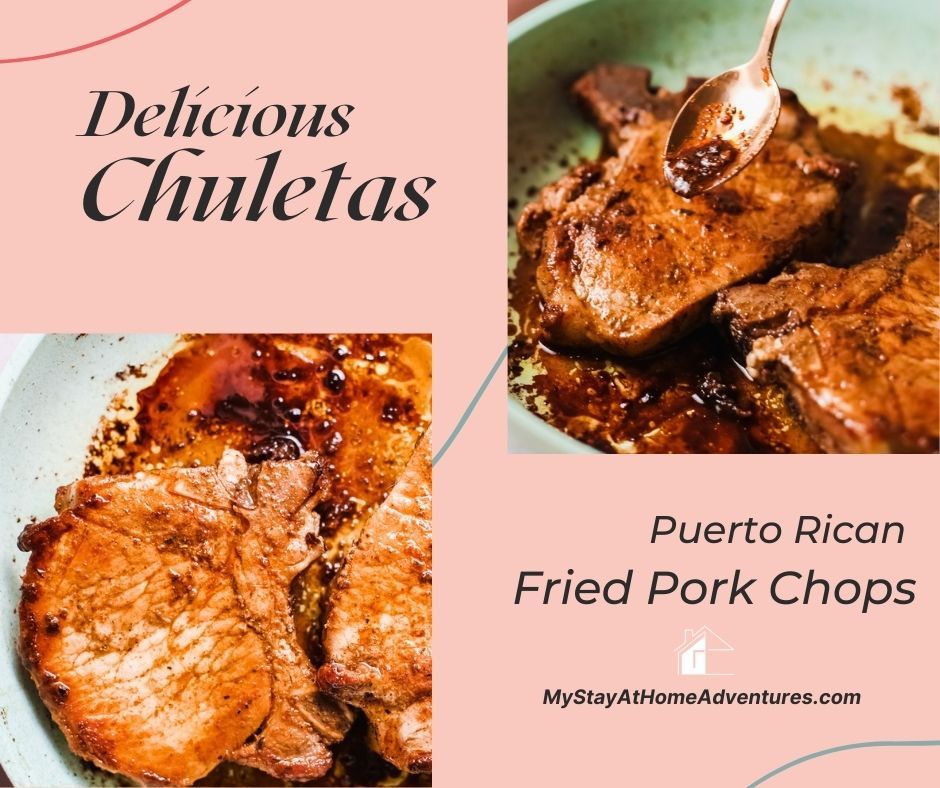 Delicious
Chuletas
Puerto Rican
Fried Pork Chops
MyStayAtHomeAdventures.com